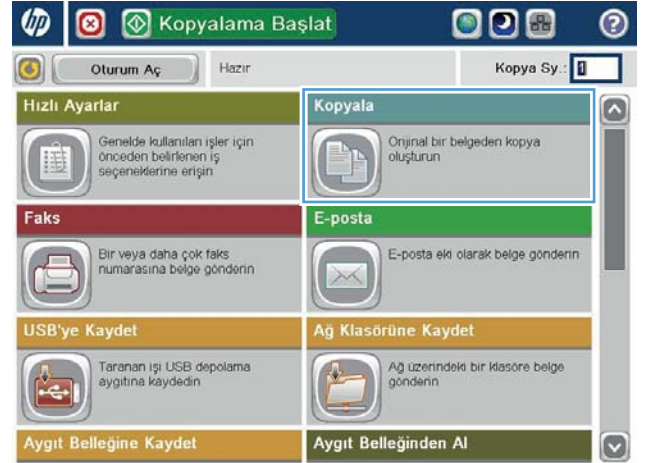 hp
Kopyalama Başlat
?
Oturum Aç
Hazır
Kopya Sy.: 1
Hızlı Ayarlar
Genelde kullanılan işler için
önceden belirlenen iş
seçeneklerine erişin
Kopyala
Orijinal bir belgeden kopya
oluşturun
Faks
Bir veya daha çok faks
numarasına belge gönderin
E-posta
E-posta eki olarak belge gönderin
USB'ye Kaydet
Taranan işi USB depolama
aygıtına kaydedin
Ağ Klasörüne Kaydet
Ağ üzerindeki bir klasöre belge
gönderin
Aygıt Belleğine Kaydet
Aygıt Belleğinden Al